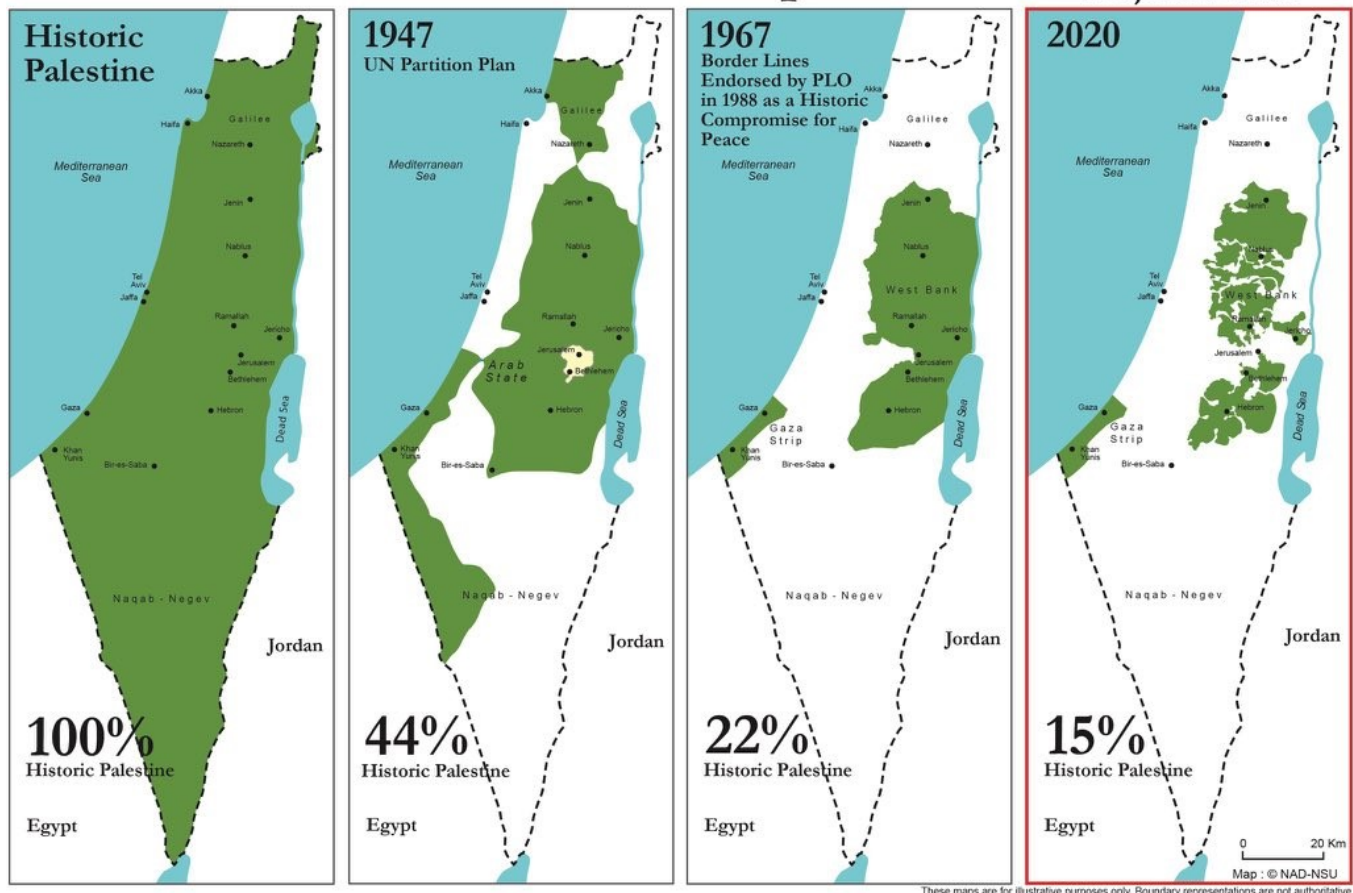 Historic
Palestine
Akka
Haifa
Galilee
Nazareth
Mediterranean
Sea
Jenin
Nablus
Tel
Aviv
Jaffa
Ramallah
Jericho
Jerusalem
Bethlehem
Gaza
Hebron
Dead Sea
Khan
Yunis
Bir-es-Saba
Naqab - Negev
Jordan
100%
Historic Palestine
Egypt
1947
UN Partition Plan
Akka
Galilee
Haifa
Nazareth
Mediterranean
Sea
Jenin
Nablus
Tel
Aviv
Jaffa
Ramallah
Jericho
Jerusalem
Arab
State
Bethlehem
Gaza
Hebron
Dead Sea
Khan
Yunis
Bir-es-Saba
Naqab - Negev
Jordan
44%
Historic Palestine
Egypt
1967
Border Lines
Endorsed by PLO
in 1988 as a Historic
Compromise for
Peace
Akka
Haifa
Galilee
Nazareth
Mediterranean
Sea
Jenin
Nablus
West Bank
Tel
Aviv
Jaffa
Ramallah
Jericho
Jerusalem
Bethlehem
Gaza
Hebron
Gaza
Strip
Dead Sea
Khan
Yunis
Bir-es-Saba
Naqab - Negev
Jordan
22%
Historic Palestine
Egypt
2020
Akka
Haifa
Galilee
Nazareth
Mediterranean
Sea
Jenin
Nablus
Tel
Aviv
Jaffa
West Bank
Ramallah
Jericho
Jerusalem
Bethlehem
Gaza
Hebron
Gaza
Strip
Dead Sea
Khan
Yunis
Bir-es-Saba
Naqab - Negev
Jordan
15%
Historic Palestine
Egypt
0 20 Km
Map : © NAD-NSU
These maps are for illustrative purposes only. Boundary representations are not authoritative